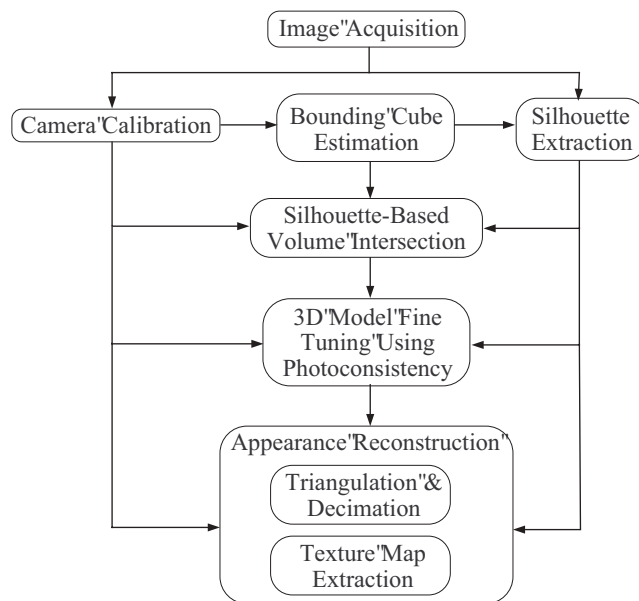 Image"Acquisition
Camera"Calibration
Bounding"Cube
Estimation
Silhouette
Extraction
Silhouette-Based
Volume"Intersection
3D"Model"Fine
Tuning"Using
Photoconsistency
Appearance"Reconstruction"
Triangulation"&
Decimation
Texture"Map
Extraction